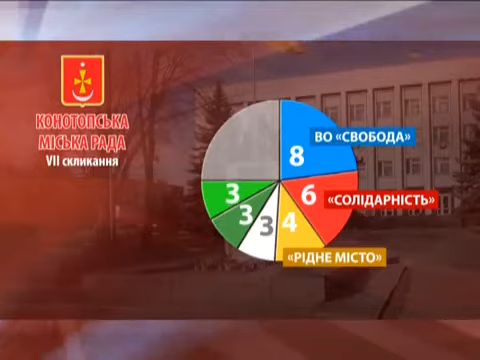 КОНОТОПСЬКА
МІСЬКА РАДА
VII скликання
8
ВО «СВОБОДА»
6
«СОЛІДАРНІСТЬ»
4
«РІДНЕ МІСТО»
3
3
3